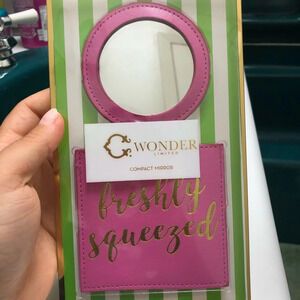 C. WONDER
LIMITED
COMPACT MIRROR
freshly
squeezed